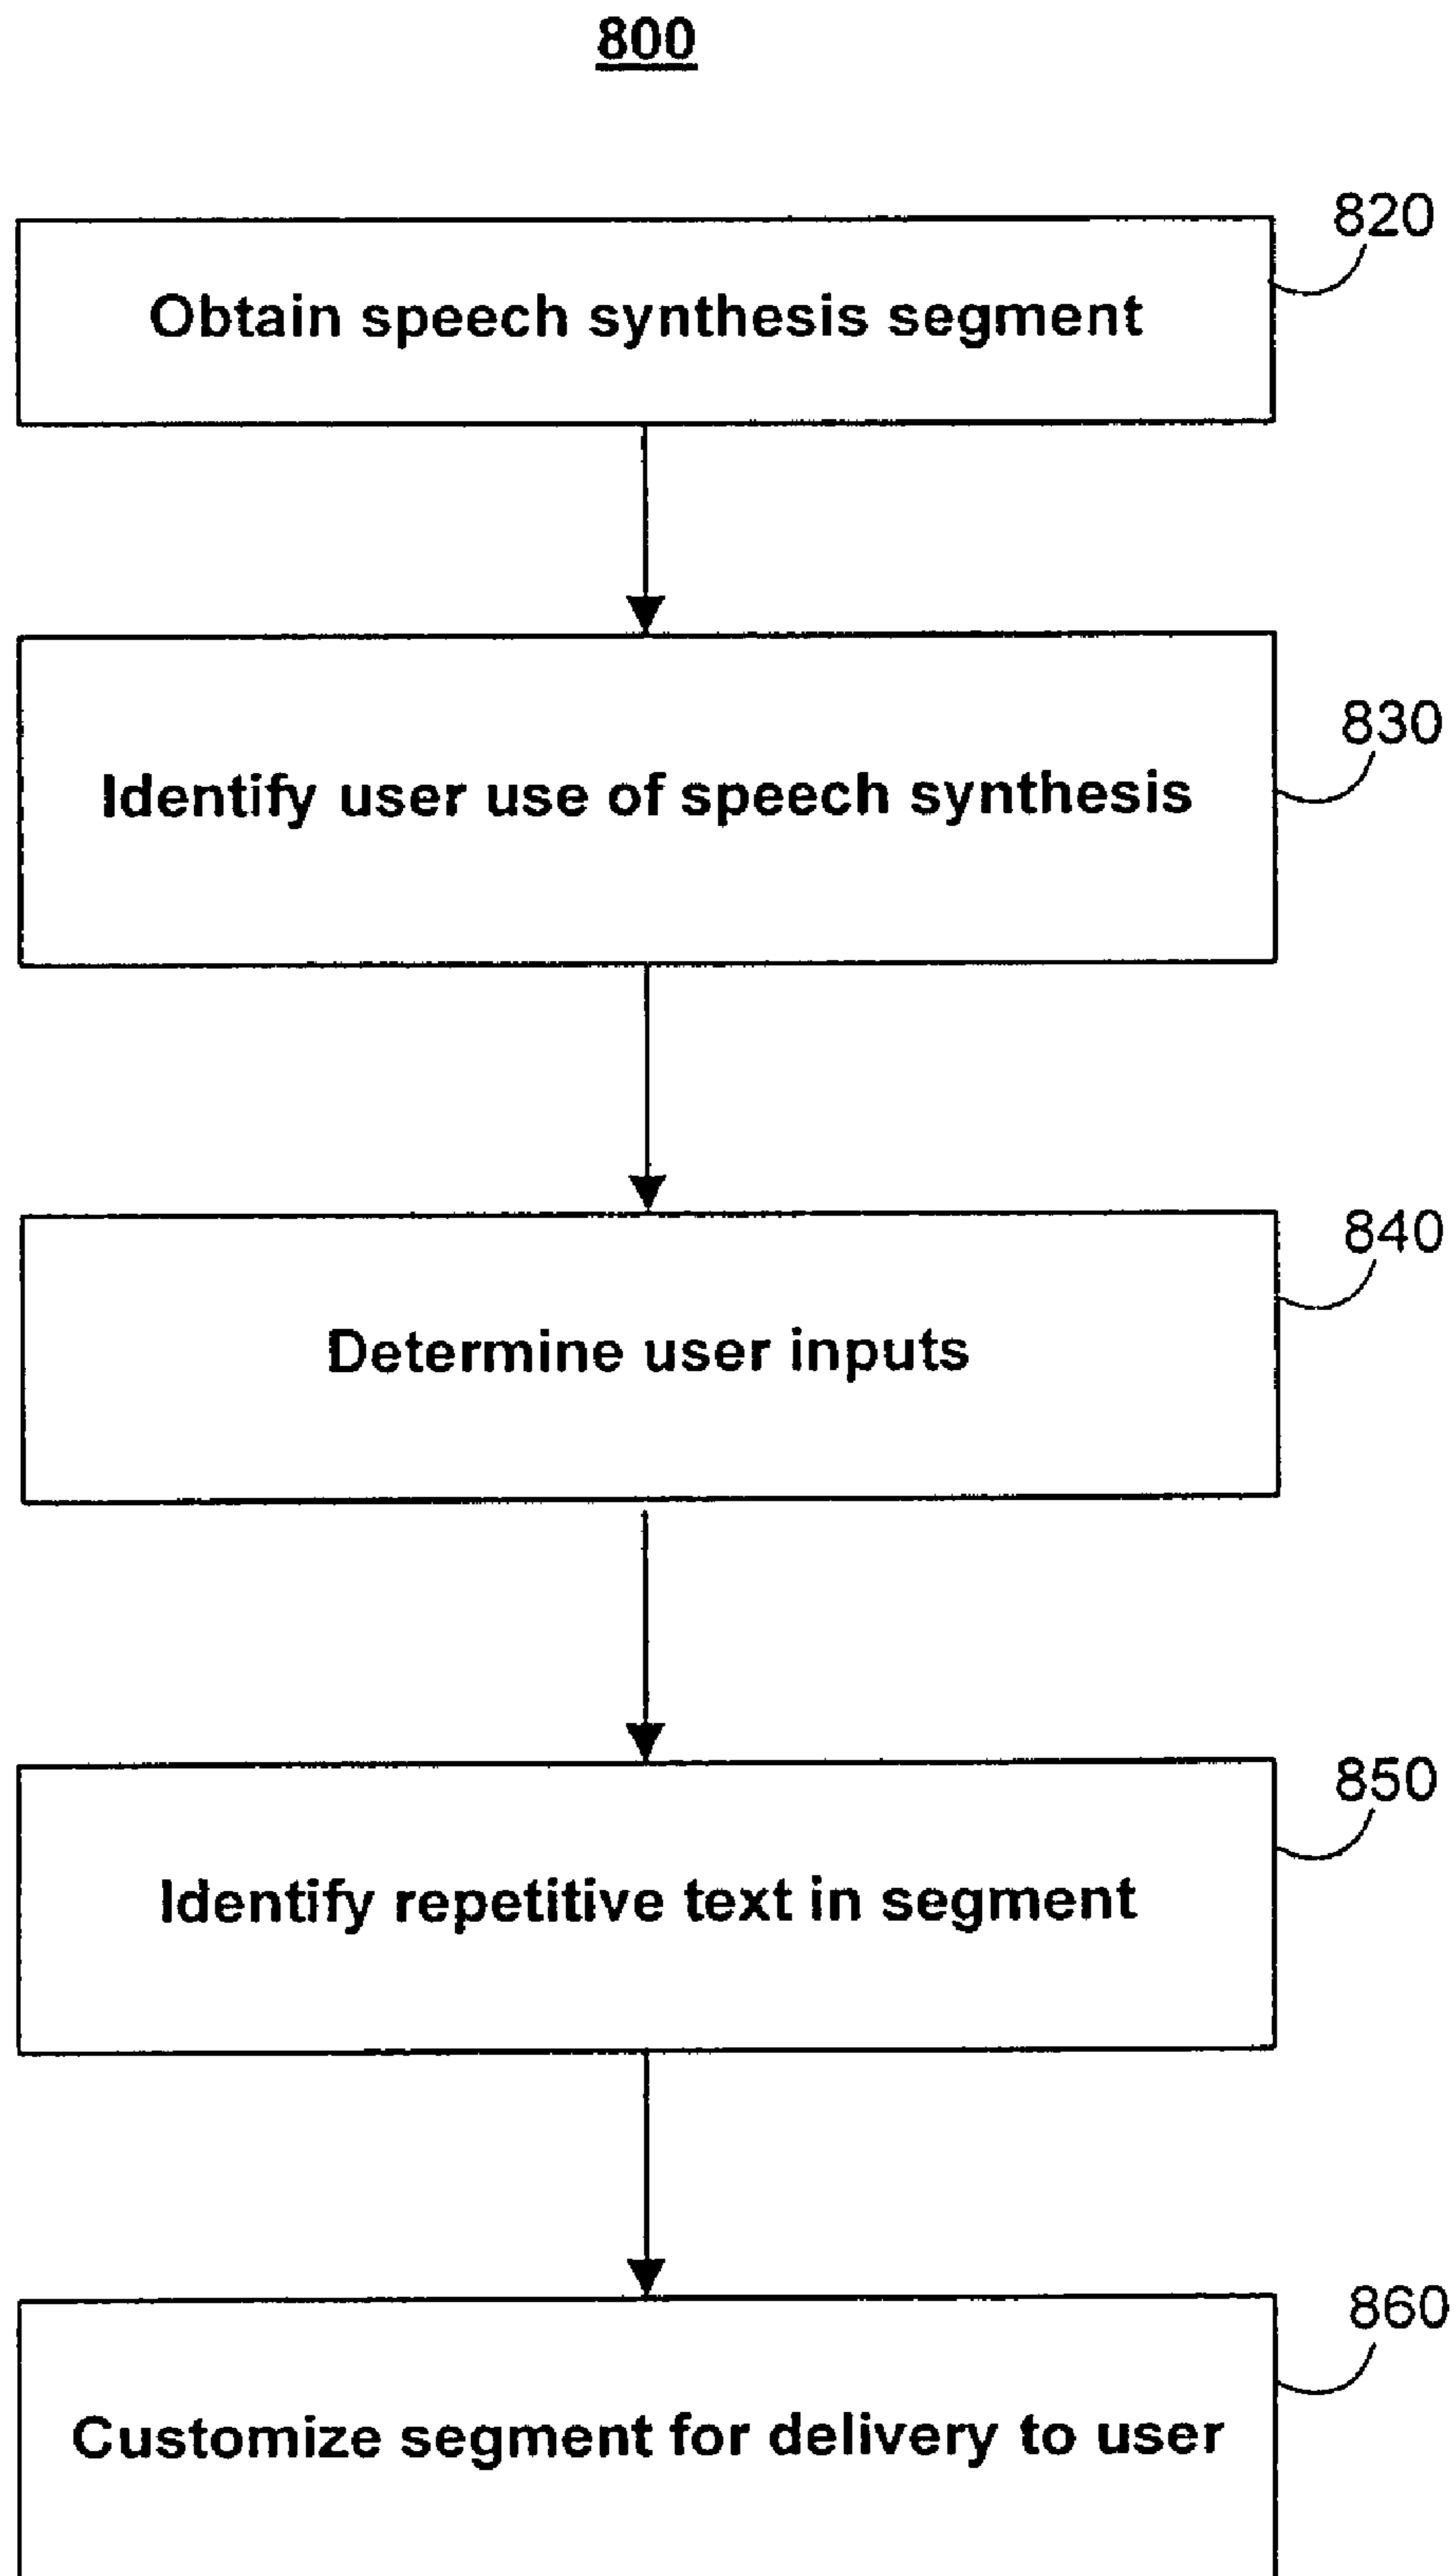 800
820
Obtain speech synthesis segment
830
Identify user use of speech synthesis
840
Determine user inputs
850
Identify repetitive text in segment
860
Customize segment for delivery to user